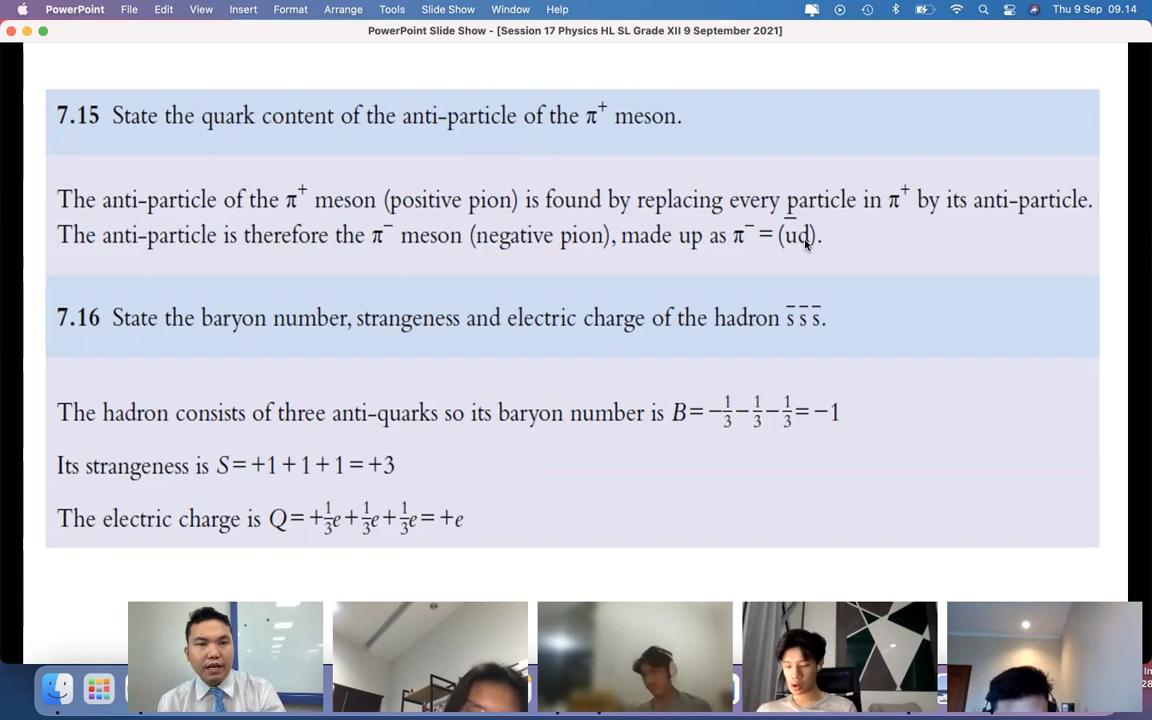 PowerPoint File Edit View Insert Format Arrange Tools Slide Show Window Help Thu 9 Sep 09.14
PowerPoint Slide Show - [Session 17 Physics HL SL Grade XII 9 September 2021]
7.15 State the quark content of the anti-particle of the π⁺ meson.
The anti-particle of the π⁺ meson (positive pion) is found by replacing every particle in π⁺ by its anti-particle.
The anti-particle is therefore the π⁻ meson (negative pion), made up as π⁻ = (u̅d).
7.16 State the baryon number, strangeness and electric charge of the hadron s̅ s̅ s̅.
The hadron consists of three anti-quarks so its baryon number is B = −1/3 − 1/3 − 1/3 = −1
Its strangeness is S = +1 + 1 + 1 = +3
The electric charge is Q = +1/3e + 1/3e + 1/3e = +e